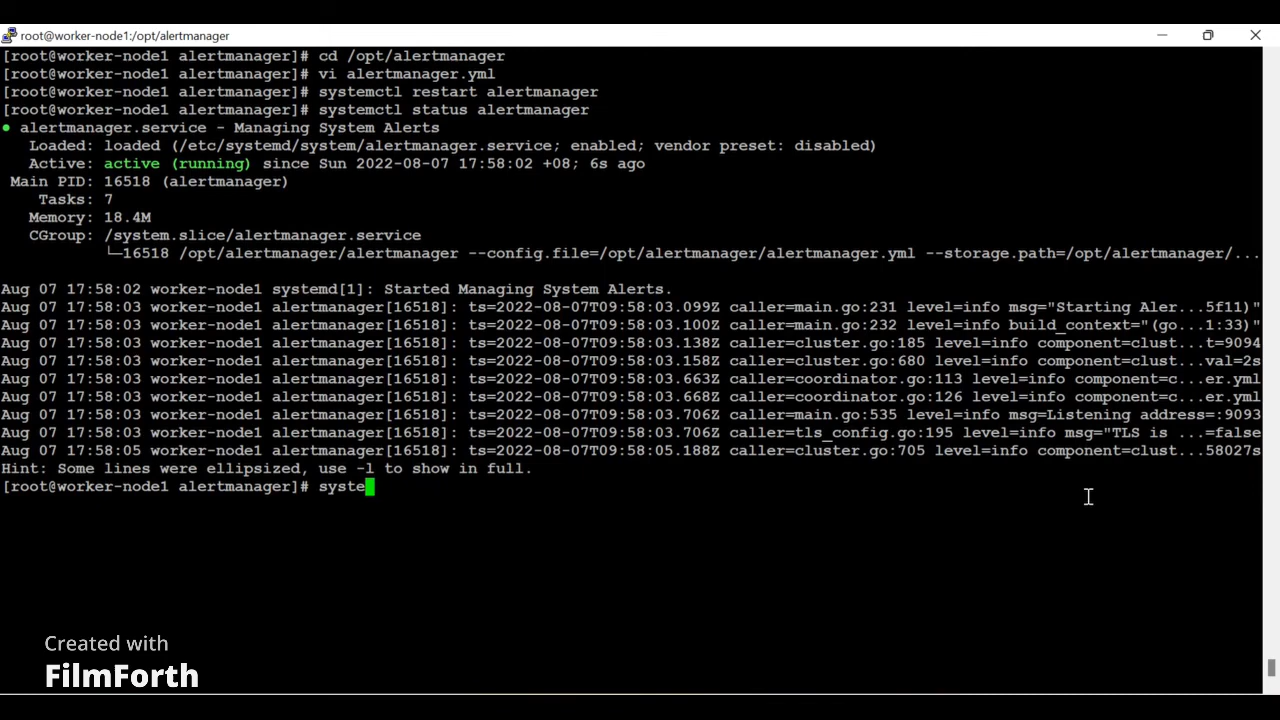 root@worker-node1:/opt/alertmanager
[root@worker-node1 alertmanager]# cd /opt/alertmanager
[root@worker-node1 alertmanager]# vi alertmanager.yml
[root@worker-node1 alertmanager]# systemctl restart alertmanager
[root@worker-node1 alertmanager]# systemctl status alertmanager
● alertmanager.service - Managing System Alerts
   Loaded: loaded (/etc/systemd/system/alertmanager.service; enabled; vendor preset: disabled)
   Active: active (running) since Sun 2022-08-07 17:58:02 +08; 6s ago
 Main PID: 16518 (alertmanager)
    Tasks: 7
   Memory: 18.4M
   CGroup: /system.slice/alertmanager.service
           └─16518 /opt/alertmanager/alertmanager --config.file=/opt/alertmanager/alertmanager.yml --storage.path=/opt/alertmanager/...
Aug 07 17:58:02 worker-node1 systemd[1]: Started Managing System Alerts.
Aug 07 17:58:03 worker-node1 alertmanager[16518]: ts=2022-08-07T09:58:03.099Z caller=main.go:231 level=info msg="Starting Aler...5f11)"
Aug 07 17:58:03 worker-node1 alertmanager[16518]: ts=2022-08-07T09:58:03.100Z caller=main.go:232 level=info build_context="(go...1:33)"
Aug 07 17:58:03 worker-node1 alertmanager[16518]: ts=2022-08-07T09:58:03.138Z caller=cluster.go:185 level=info component=clust...t=9094
Aug 07 17:58:03 worker-node1 alertmanager[16518]: ts=2022-08-07T09:58:03.158Z caller=cluster.go:680 level=info component=clust...val=2s
Aug 07 17:58:03 worker-node1 alertmanager[16518]: ts=2022-08-07T09:58:03.663Z caller=coordinator.go:113 level=info component=c...er.yml
Aug 07 17:58:03 worker-node1 alertmanager[16518]: ts=2022-08-07T09:58:03.668Z caller=coordinator.go:126 level=info component=c...er.yml
Aug 07 17:58:03 worker-node1 alertmanager[16518]: ts=2022-08-07T09:58:03.706Z caller=main.go:535 level=info msg=Listening address=:9093
Aug 07 17:58:03 worker-node1 alertmanager[16518]: ts=2022-08-07T09:58:03.706Z caller=tls_config.go:195 level=info msg="TLS is ...=false
Aug 07 17:58:05 worker-node1 alertmanager[16518]: ts=2022-08-07T09:58:05.188Z caller=cluster.go:705 level=info component=clust...58027s
Hint: Some lines were ellipsized, use -l to show in full.
[root@worker-node1 alertmanager]# syste
Created with
FilmForth